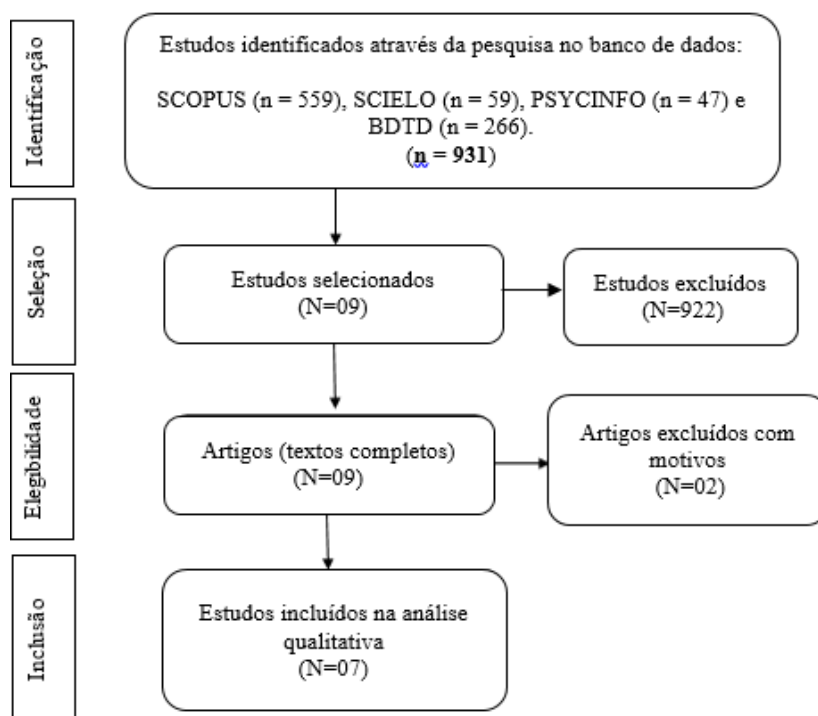 Identificação
Estudos identificados através da pesquisa no banco de dados:
SCOPUS (n = 559), SCIELO (n = 59), PSYCINFO (n = 47) e
BDTD (n = 266).
(n = 931)
Seleção
Estudos selecionados
(N=09)
Estudos excluídos
(N=922)
Elegibilidade
Artigos (textos completos)
(N=09)
Artigos excluídos com
motivos
(N=02)
Inclusão
Estudos incluídos na análise
qualitativa
(N=07)